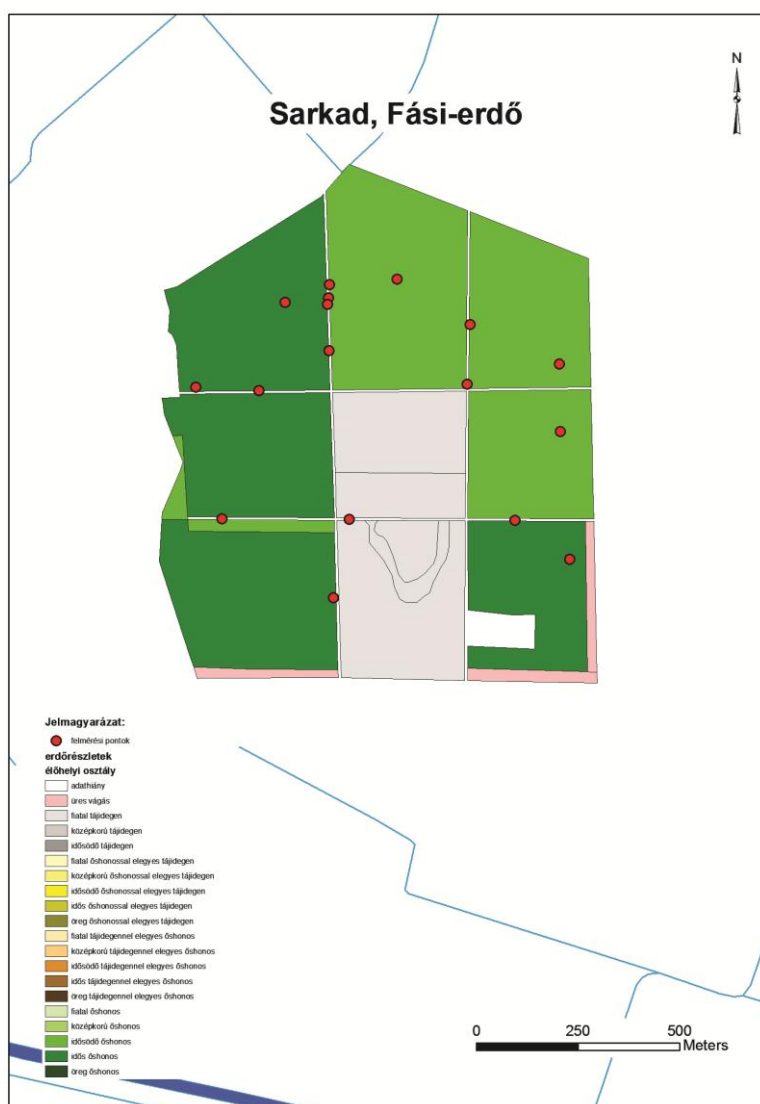 N
Sarkad, Fási-erdő
Jelmagyarázat:
felmérési pontok
erdőrészletek
élőhelyi osztály
adathiány
üres vágás
fiatal tájidegen
középkorú tájidegen
idősödő tájidegen
fiatal őshonossal elegyes tájidegen
középkorú őshonossal elegyes tájidegen
idősödő őshonossal elegyes tájidegen
idős őshonossal elegyes tájidegen
öreg őshonossal elegyes tájidegen
fiatal tájidegennel elegyes őshonos
középkorú tájidegennel elegyes őshonos
idősödő tájidegennel elegyes őshonos
idős tájidegennel elegyes őshonos
öreg tájidegennel elegyes őshonos
fiatal őshonos
középkorú őshonos
idősödő őshonos
idős őshonos
öreg őshonos
0 250 500
Meters